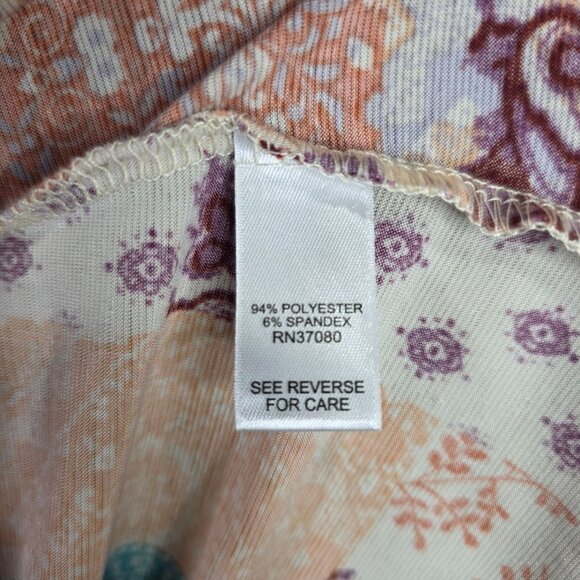 94% POLYESTER
6% SPANDEX
RN37080
SEE REVERSE
FOR CARE